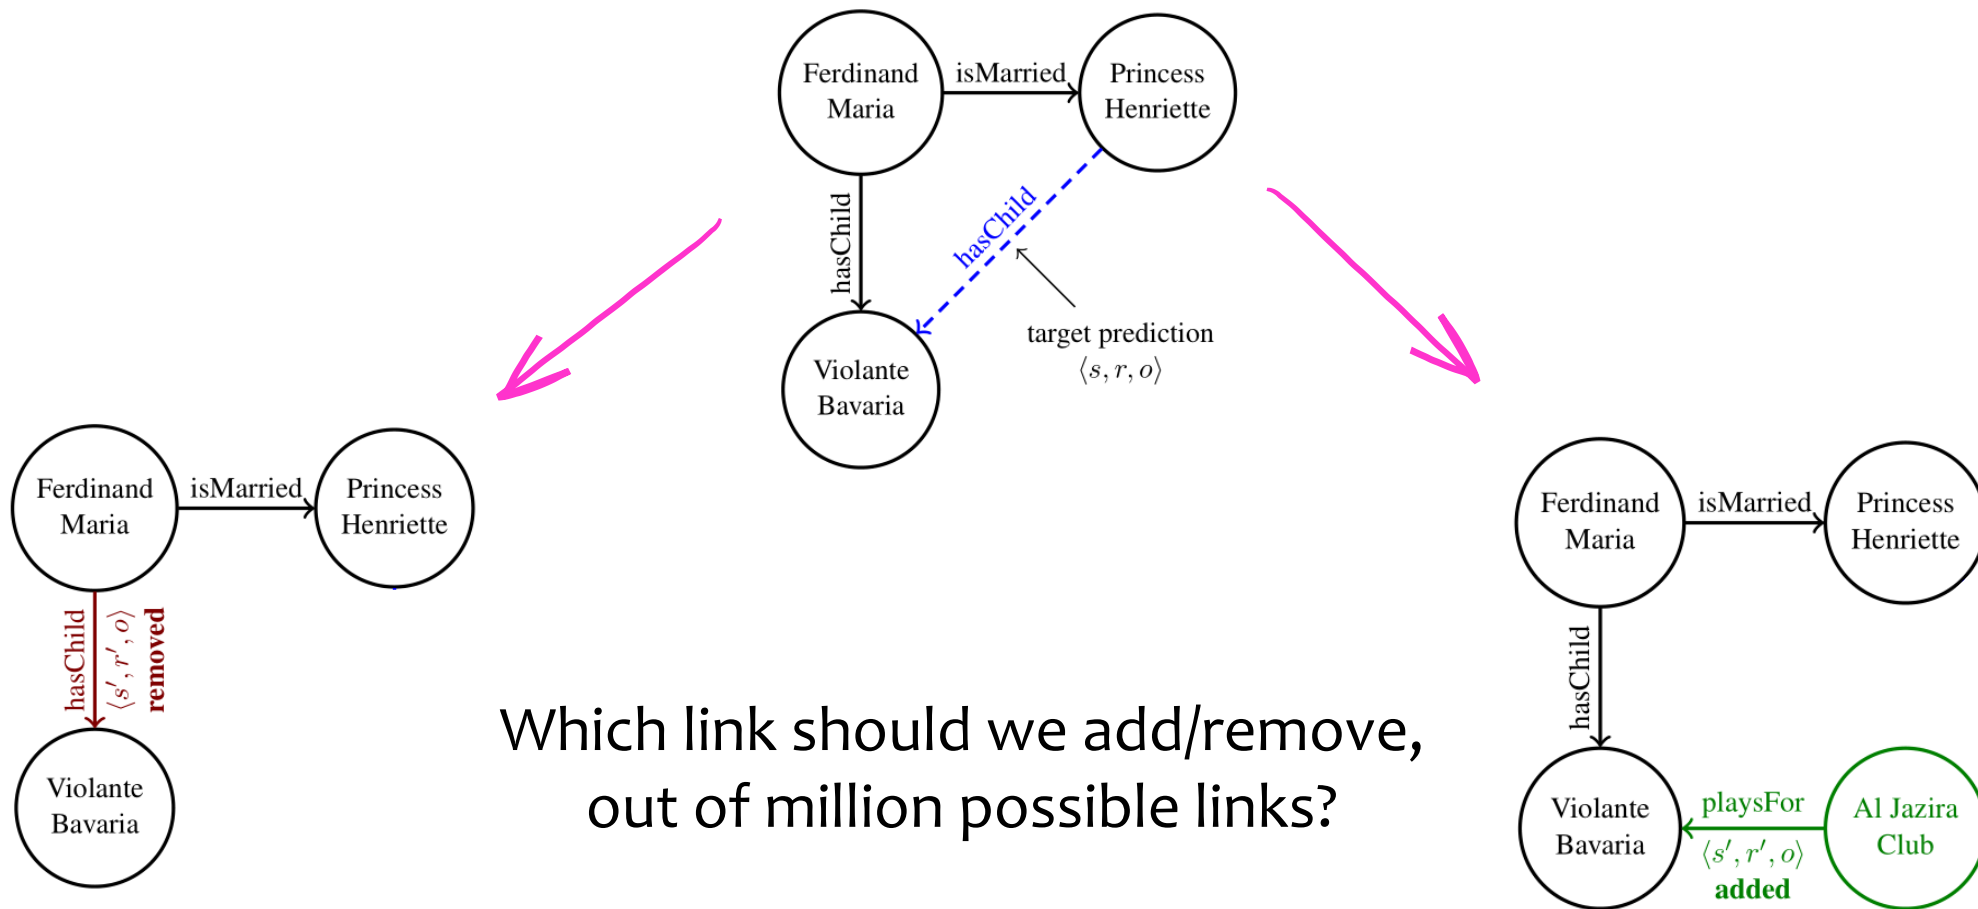 Ferdinand
Maria
isMarried
Princess
Henriette
hasChild
hasChild
target prediction
⟨s, r, o⟩
Violante
Bavaria
Ferdinand
Maria
isMarried
Princess
Henriette
hasChild
⟨s′, r′, o⟩
removed
Violante
Bavaria
Which link should we add/remove,
out of million possible links?
Ferdinand
Maria
isMarried
Princess
Henriette
hasChild
Violante
Bavaria
playsFor
⟨s′, r′, o⟩
added
Al Jazira
Club